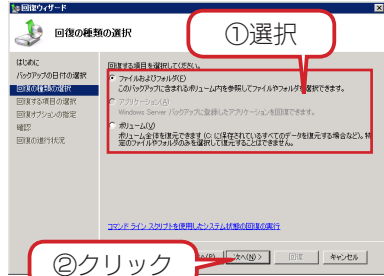 回復ウィザード
回復の種類の選択
①選択
はじめに
バックアップの日付の選択
回復の種類の選択
回復する項目の選択
回復オプションの指定
確認
回復の進行状況
回復する項目を選択してください。
ファイルおよびフォルダ(E)
このバックアップに含まれるボリューム内を参照してファイルやフォルダを選択できます。
アプリケーション(A)
Windows Server バックアップに登録したアプリケーションを回復できます。
ボリューム(V)
ボリューム全体を復元できます (C: に保存されているすべてのデータを復元する場合など)。特
定のファイルやフォルダのみを選択して復元することはできません。
コマンド ライン スクリプトを使用したシステム状態の回復の実行
次へ(N) >
回復
キャンセル
②クリック